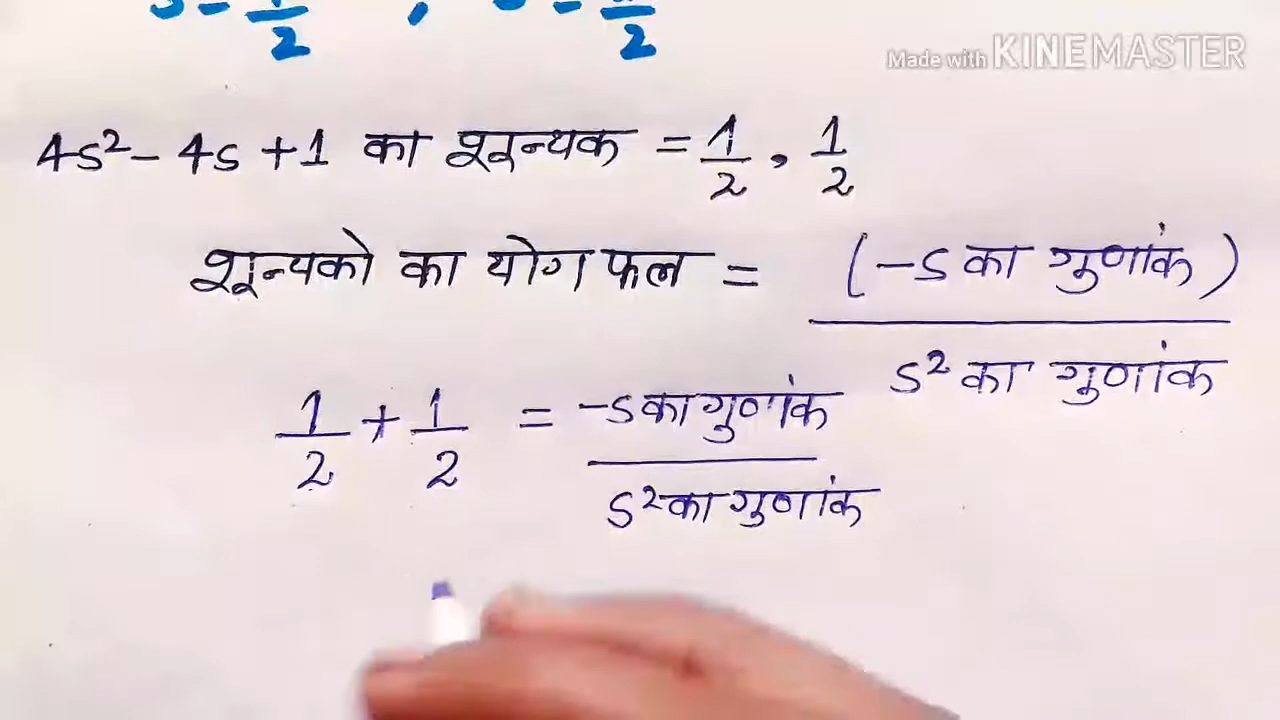 Made with KINEMASTER
4s² - 4s + 1 का शून्यक = 1/2 , 1/2
शून्यको का योगफल = (-s का गुणांक) / s² का गुणांक
1/2 + 1/2 = -s का गुणांक / s² का गुणांक